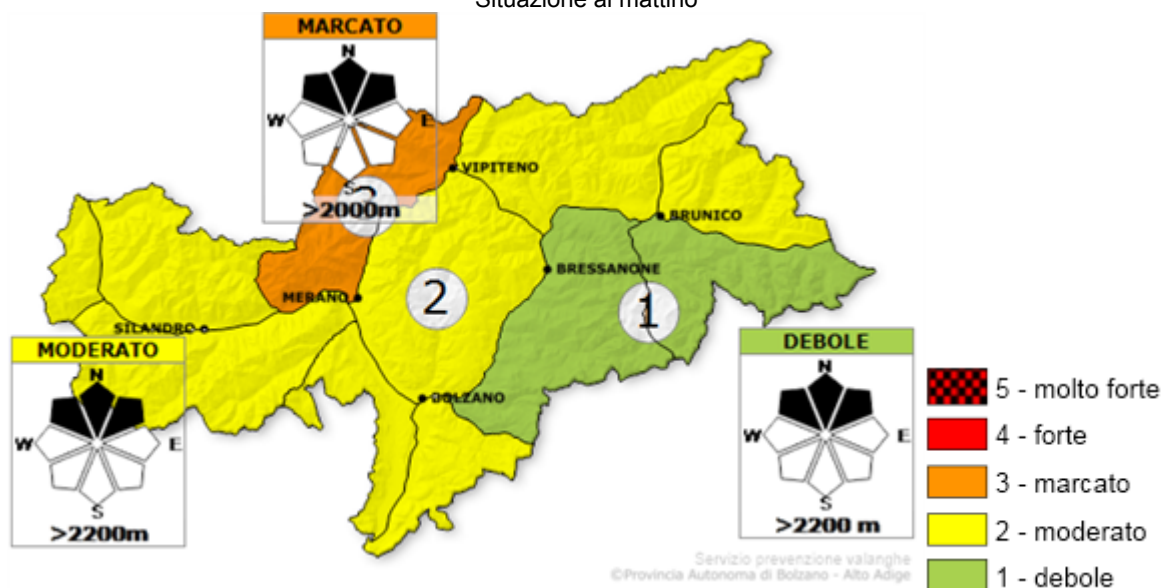 Situazione al mattino
MARCATO
N
W
E
S
>2000m
3
VIPITENO
BRUNICO
BRESSANONE
2
1
MERANO
SILANDRO
BOLZANO
MODERATO
N
W
E
S
>2200m
DEBOLE
N
W
E
S
>2200 m
5 - molto forte
4 - forte
3 - marcato
2 - moderato
1 - debole
Servizio prevenzione valanghe
©Provincia Autonoma di Bolzano - Alto Adige